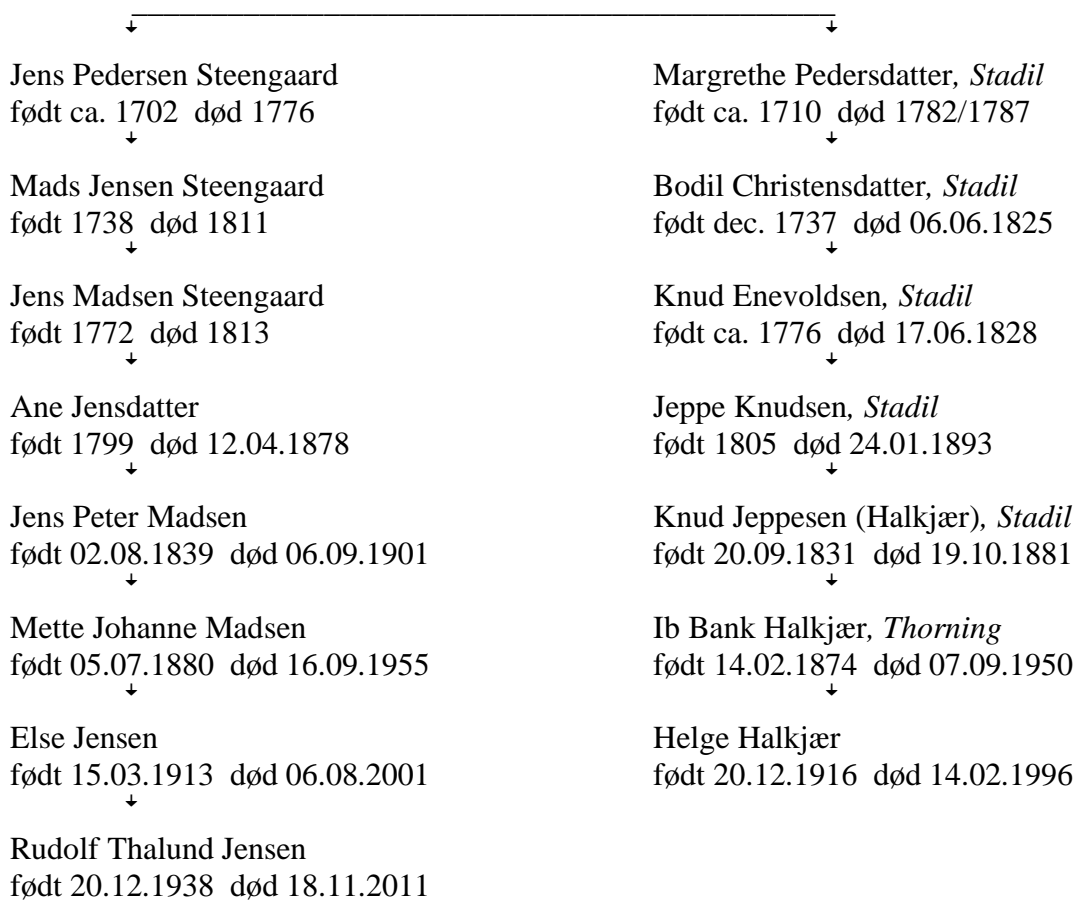 Jens Pedersen Steengaard
født ca. 1702 død 1776
Mads Jensen Steengaard
født 1738 død 1811
Jens Madsen Steengaard
født 1772 død 1813
Ane Jensdatter
født 1799 død 12.04.1878
Jens Peter Madsen
født 02.08.1839 død 06.09.1901
Mette Johanne Madsen
født 05.07.1880 død 16.09.1955
Else Jensen
født 15.03.1913 død 06.08.2001
Rudolf Thalund Jensen
født 20.12.1938 død 18.11.2011
Margrethe Pedersdatter, Stadil
født ca. 1710 død 1782/1787
Bodil Christensdatter, Stadil
født dec. 1737 død 06.06.1825
Knud Enevoldsen, Stadil
født ca. 1776 død 17.06.1828
Jeppe Knudsen, Stadil
født 1805 død 24.01.1893
Knud Jeppesen (Halkjær), Stadil
født 20.09.1831 død 19.10.1881
Ib Bank Halkjær, Thorning
født 14.02.1874 død 07.09.1950
Helge Halkjær
født 20.12.1916 død 14.02.1996